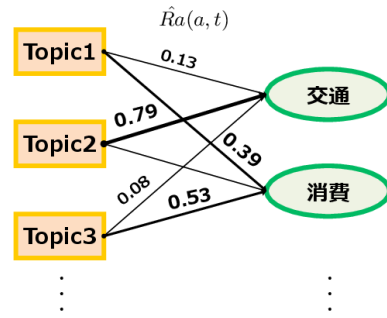 R̂a(a, t)
Topic1
0.13
交通
0.79
Topic2
0.39
0.08
0.53
消費
Topic3